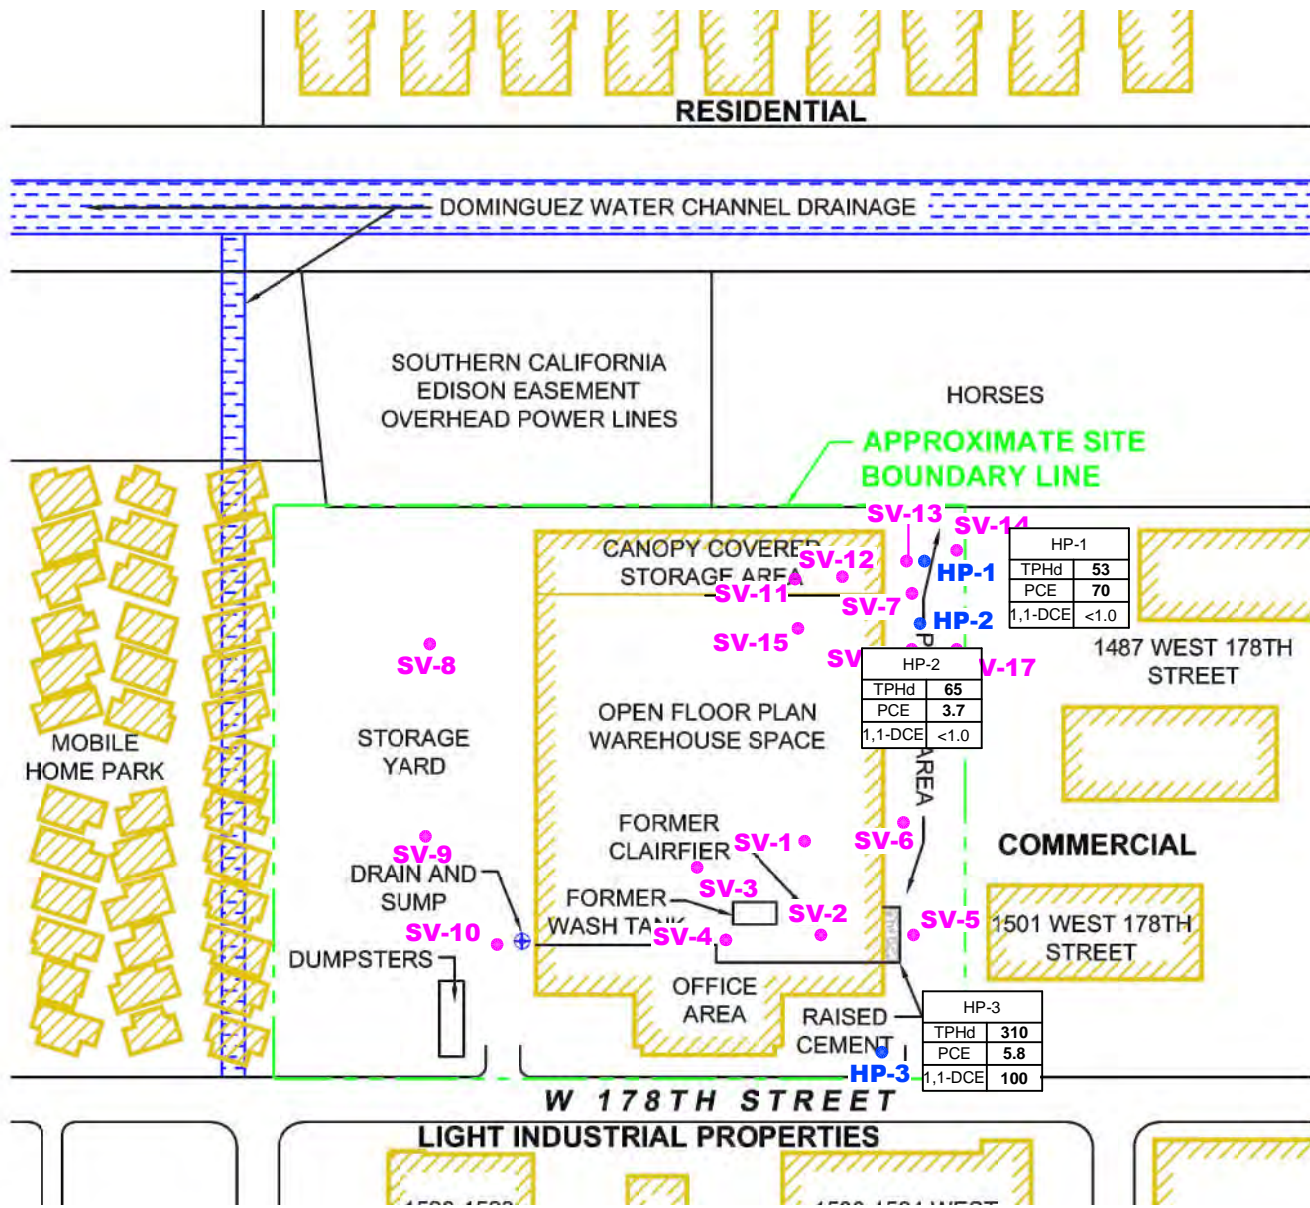 RESIDENTIAL
DOMINGUEZ WATER CHANNEL DRAINAGE
SOUTHERN CALIFORNIA
EDISON EASEMENT
OVERHEAD POWER LINES
HORSES
APPROXIMATE SITE
BOUNDARY LINE
SV-13
SV-14
CANOPY COVERED
STORAGE AREA
SV-12
SV-11
SV-7
HP-1
HP-1
TPHd 53
PCE 70
1,1-DCE <1.0
HP-2
SV-15
SV-8
SV
V-17
HP-2
TPHd 65
PCE 3.7
1,1-DCE <1.0
P
AREA
1487 WEST 178TH
STREET
OPEN FLOOR PLAN
WAREHOUSE SPACE
STORAGE
YARD
MOBILE
HOME PARK
FORMER
CLAIRFIER
SV-1
SV-6
COMMERCIAL
SV-9
DRAIN AND
SUMP
SV-3
FORMER
WASH TANK
SV-2
SV-4
SV-5
1501 WEST 178TH
STREET
SV-10
DUMPSTERS
OFFICE
AREA
RAISED
CEMENT
HP-3
HP-3
TPHd 310
PCE 5.8
1,1-DCE 100
W 178TH STREET
LIGHT INDUSTRIAL PROPERTIES